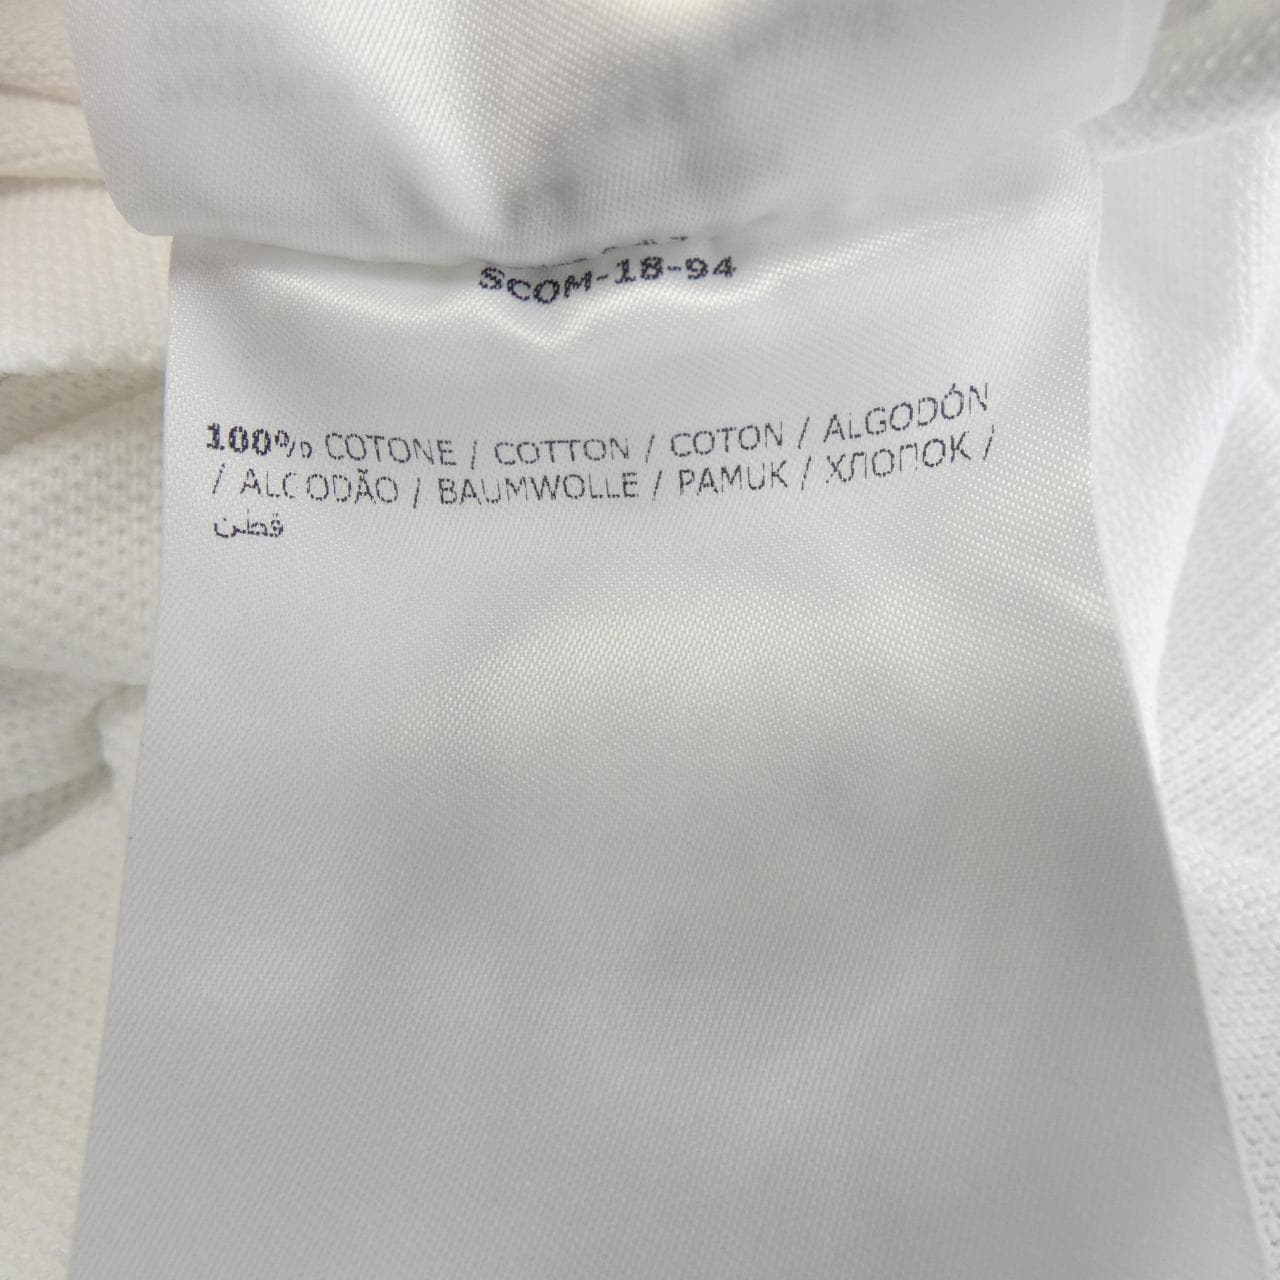 SCOM-18-94
100% COTONE / COTTON / COTON / ALGODÓN
/ ALGODÃO / BAUMWOLLE / PAMUK / ХЛОПОК /
قطن